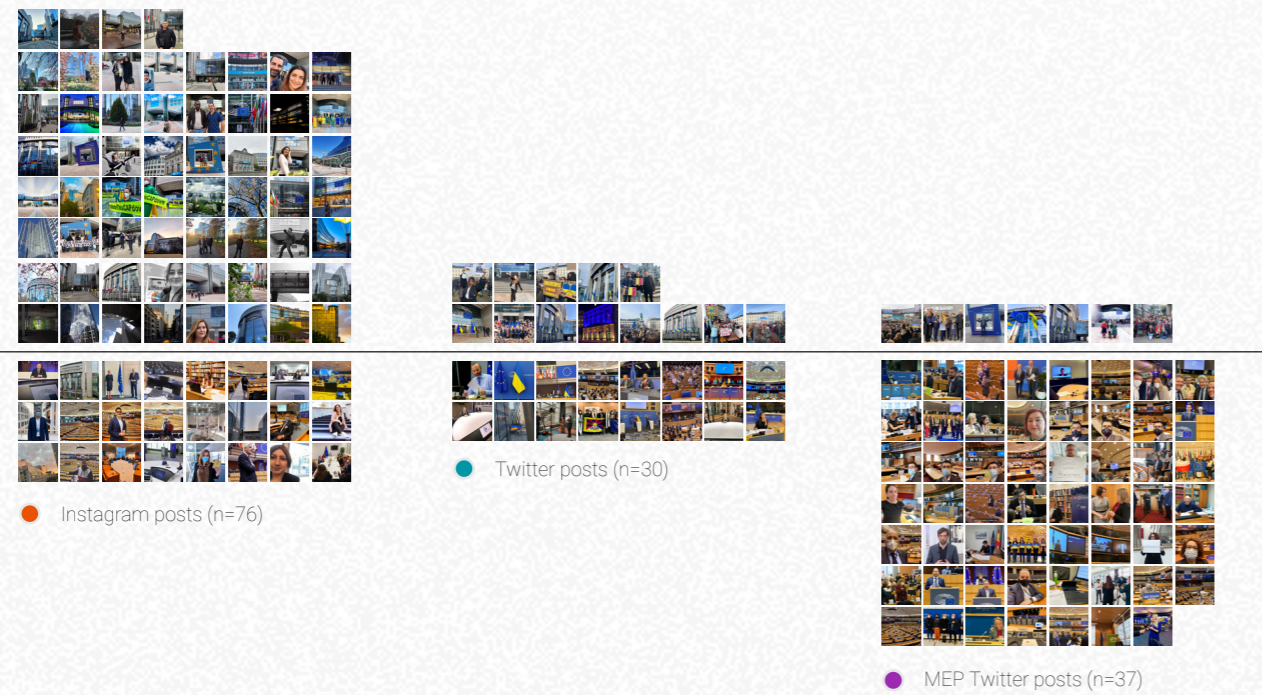 Twitter posts (n=30)
Instagram posts (n=76)
MEP Twitter posts (n=37)